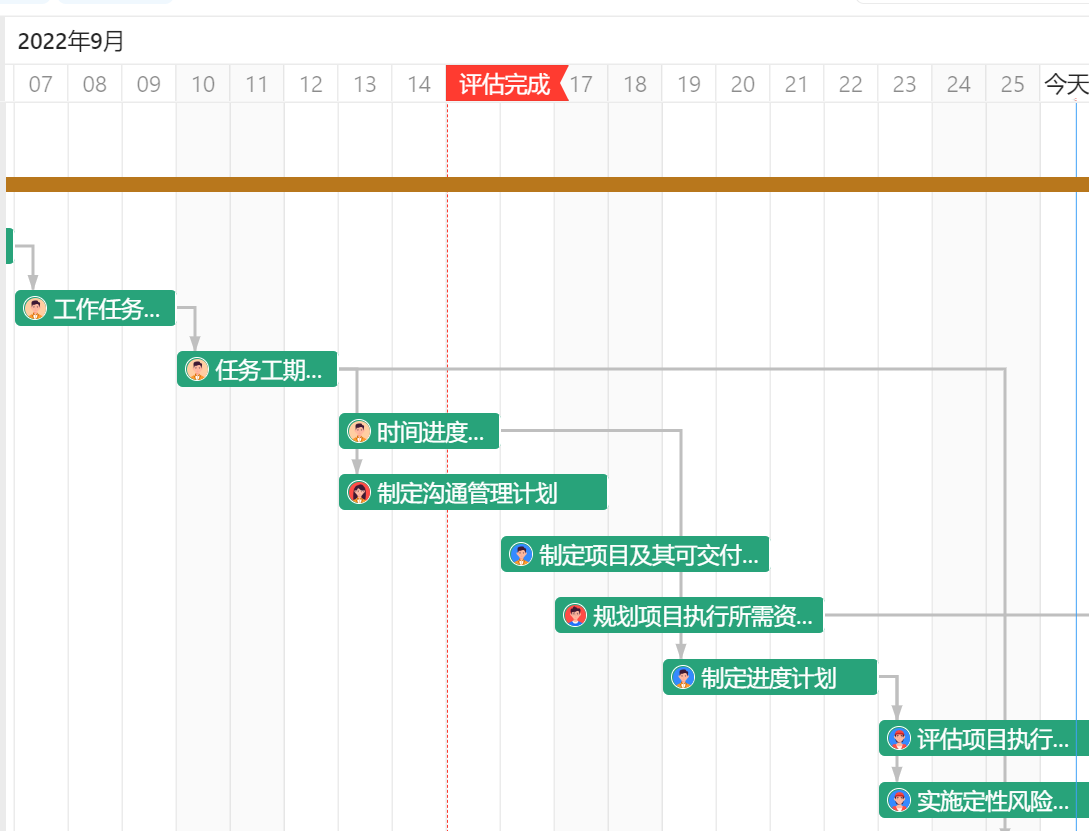 2022年9月
07 08 09 10 11 12 13 14 评估完成 17 18 19 20 21 22 23 24 25 今天
工作任务...
任务工期...
时间进度...
制定沟通管理计划
制定项目及其可交付...
规划项目执行所需资...
制定进度计划
评估项目执行...
实施定性风险...